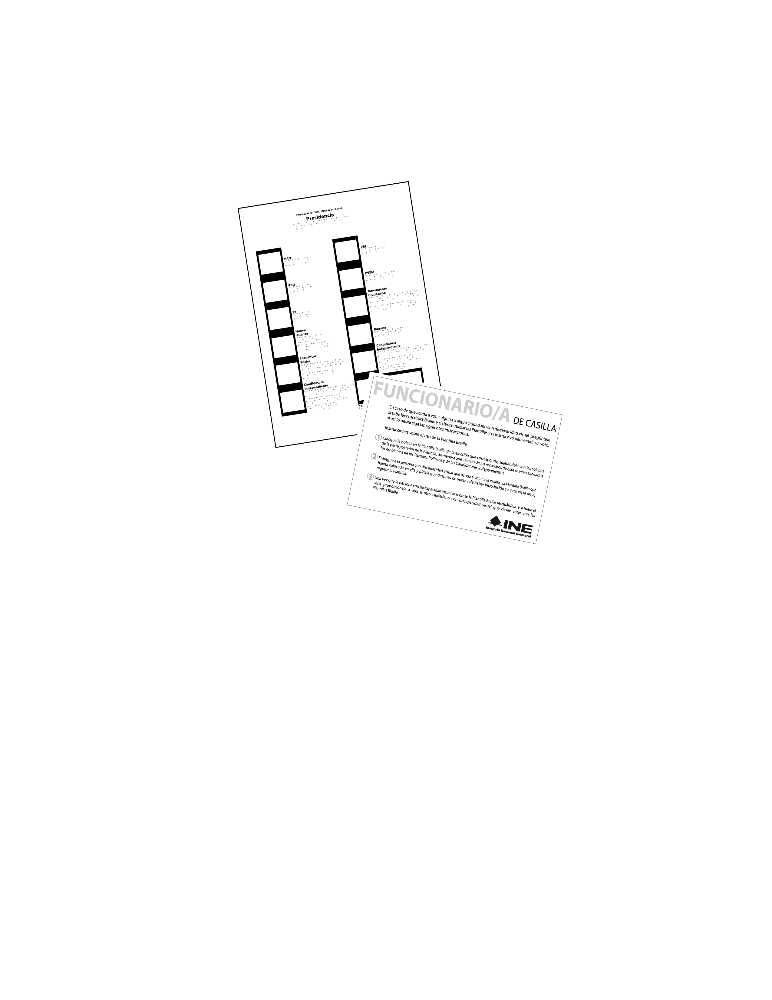 PROCESO ELECTORAL FEDERAL 2017-2018
Presidencia
PAN
PRD
PT
Nueva
Alianza
Encuentro
Social
Candidato/a
independiente
PRI
PVEM
Movimiento
Ciudadano
Morena
Candidato/a
independiente
Ca
FUNCIONARIO/A DE CASILLA
En caso de que acuda a votar alguna o algún ciudadano con discapacidad visual, pregúntele
si sabe leer escritura Braille y si desea utilizar las Plantillas y el Instructivo para emitir su voto,
si así lo desea siga las siguientes instrucciones.
Instrucciones sobre el uso de la Plantilla Braille:
1 Coloque la boleta en la Plantilla Braille de la elección que corresponda, sujetándola con las solapas
de la parte posterior de la Plantilla, de manera que a través de los recuadros de ésta se vean alineados
los emblemas de los Partidos Políticos y de las Candidaturas Independientes.
2 Entregue a la persona con discapacidad visual que acuda a votar a la casilla, la Plantilla Braille con
boleta colocada en ella y pídale que después de votar y de haber introducido su voto en la urna,
regrese la Plantilla.
3 Una vez que la persona con discapacidad visual le regrese la Plantilla Braille resguárdela y si fuera el
caso, proporciónela a otra u otro ciudadano con discapacidad visual que desee votar con las
Plantillas Braille.
INE
Instituto Nacional Electoral